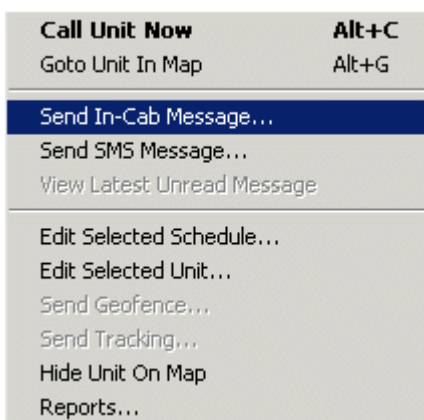 Call Unit Now Alt+C
Goto Unit In Map Alt+G
Send In-Cab Message...
Send SMS Message...
View Latest Unread Message
Edit Selected Schedule...
Edit Selected Unit...
Send Geofence...
Send Tracking...
Hide Unit On Map
Reports...